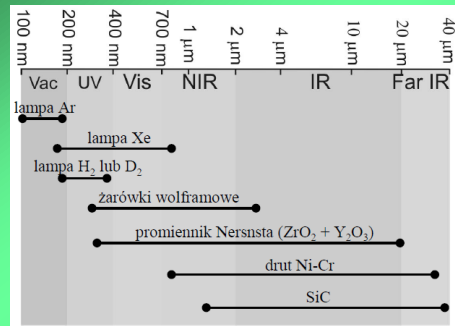 100 nm 200 nm 400 nm 700 nm 1 μm 2 μm 4 μm 10 μm 20 μm 40 μm
Vac UV Vis NIR IR Far IR
lampa Ar
lampa Xe
lampa H₂ lub D₂
żarówki wolframowe
promiennik Nersnsta (ZrO₂ + Y₂O₃)
drut Ni-Cr
SiC